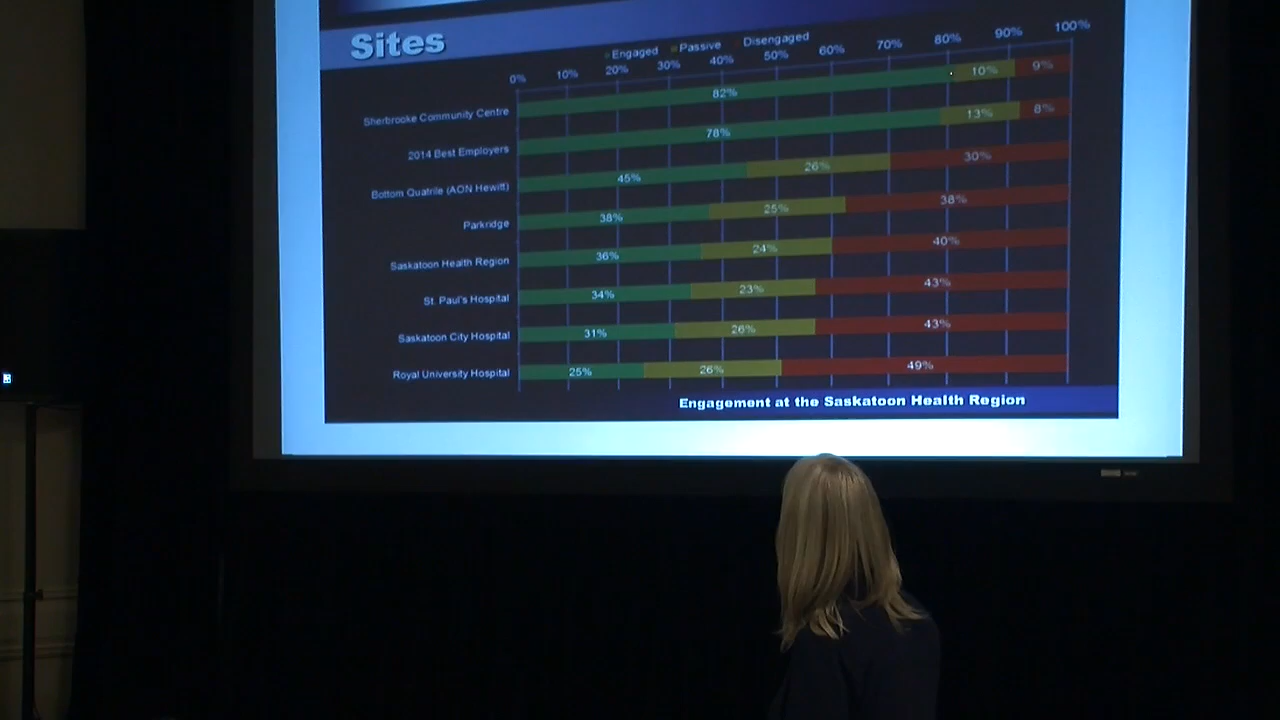 Sites
Engaged Passive Disengaged
0% 10% 20% 30% 40% 50% 60% 70% 80% 90% 100%
Sherbrooke Community Centre 82% 10% 9%
2014 Best Employers 78% 13% 8%
Bottom Quatrile (AON Hewitt) 45% 26% 30%
Parkridge 38% 25% 38%
Saskatoon Health Region 36% 24% 40%
St. Paul's Hospital 34% 23% 43%
Saskatoon City Hospital 31% 26% 43%
Royal University Hospital 25% 26% 49%
Engagement at the Saskatoon Health Region